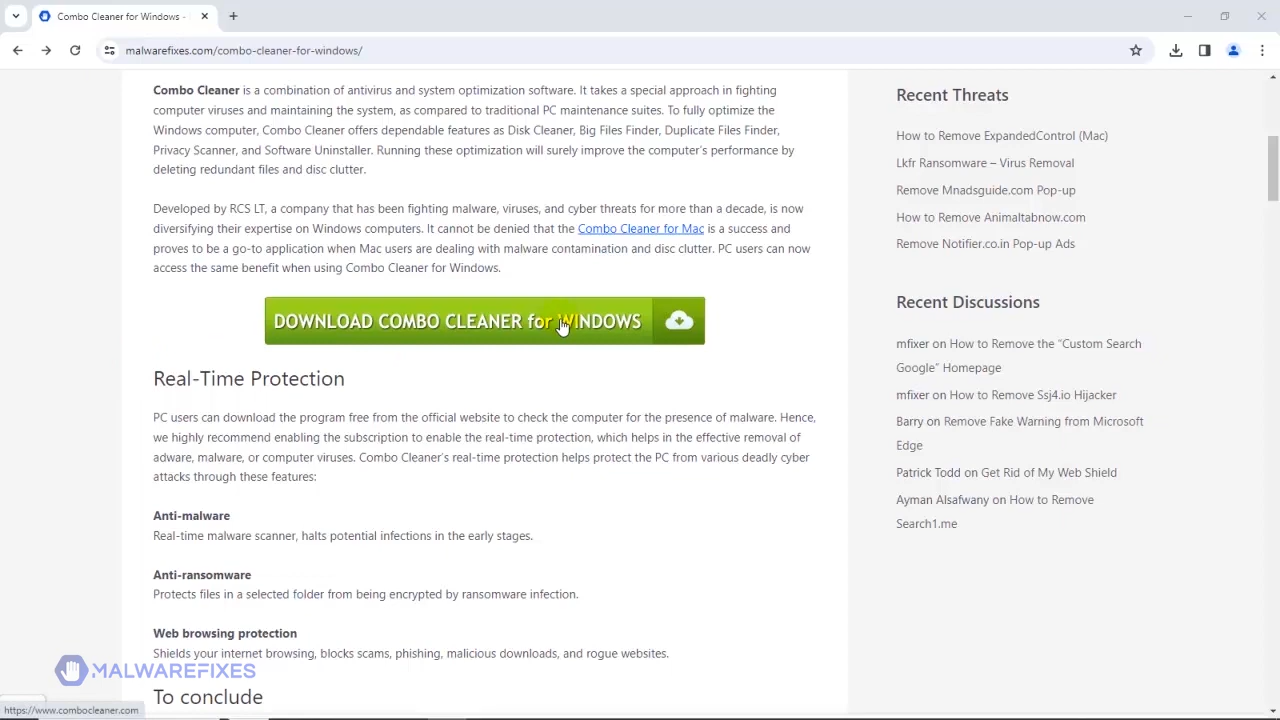 Combo Cleaner for Windows -
malwarefixes.com/combo-cleaner-for-windows/
Combo Cleaner is a combination of antivirus and system optimization software. It takes a special approach in fighting
computer viruses and maintaining the system, as compared to traditional PC maintenance suites. To fully optimize the
Windows computer, Combo Cleaner offers dependable features as Disk Cleaner, Big Files Finder, Duplicate Files Finder,
Privacy Scanner, and Software Uninstaller. Running these optimization will surely improve the computer's performance by
deleting redundant files and disc clutter.
Developed by RCS LT, a company that has been fighting malware, viruses, and cyber threats for more than a decade, is now
diversifying their expertise on Windows computers. It cannot be denied that the Combo Cleaner for Mac is a success and
proves to be a go-to application when Mac users are dealing with malware contamination and disc clutter. PC users can now
access the same benefit when using Combo Cleaner for Windows.
DOWNLOAD COMBO CLEANER for WINDOWS
Real-Time Protection
PC users can download the program free from the official website to check the computer for the presence of malware. Hence,
we highly recommend enabling the subscription to enable the real-time protection, which helps in the effective removal of
adware, malware, or computer viruses. Combo Cleaner's real-time protection helps protect the PC from various deadly cyber
attacks through these features:
Anti-malware
Real-time malware scanner, halts potential infections in the early stages.
Anti-ransomware
Protects files in a selected folder from being encrypted by ransomware infection.
Web browsing protection
Shields your internet browsing, blocks scams, phishing, malicious downloads, and rogue websites.
To conclude
Recent Threats
How to Remove ExpandedControl (Mac)
Lkfr Ransomware – Virus Removal
Remove Mnadsguide.com Pop-up
How to Remove Animaltabnow.com
Remove Notifier.co.in Pop-up Ads
Recent Discussions
mfixer on How to Remove the “Custom Search
Google” Homepage
mfixer on How to Remove Ssj4.io Hijacker
Barry on Remove Fake Warning from Microsoft
Edge
Patrick Todd on Get Rid of My Web Shield
Ayman Alsafwany on How to Remove
Search1.me
MALWAREFIXES
https://www.combocleaner.com